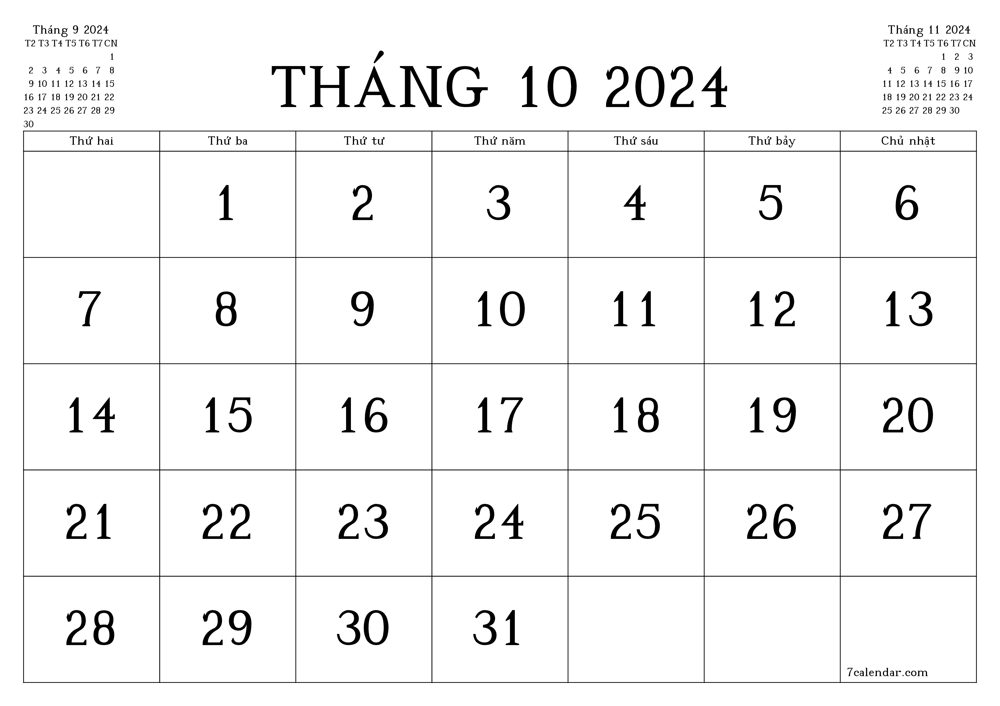 Tháng 9 2024
T2 T3 T4 T5 T6 T7 CN
1
2 3 4 5 6 7 8
9 10 11 12 13 14 15
16 17 18 19 20 21 22
23 24 25 26 27 28 29
30
THÁNG 10 2024
Tháng 11 2024
T2 T3 T4 T5 T6 T7 CN
1 2 3
4 5 6 7 8 9 10
11 12 13 14 15 16 17
18 19 20 21 22 23 24
25 26 27 28 29 30
Thứ hai Thứ ba Thứ tư Thứ năm Thứ sáu Thứ bảy Chủ nhật
1 2 3 4 5 6
7 8 9 10 11 12 13
14 15 16 17 18 19 20
21 22 23 24 25 26 27
28 29 30 31
7calendar.com